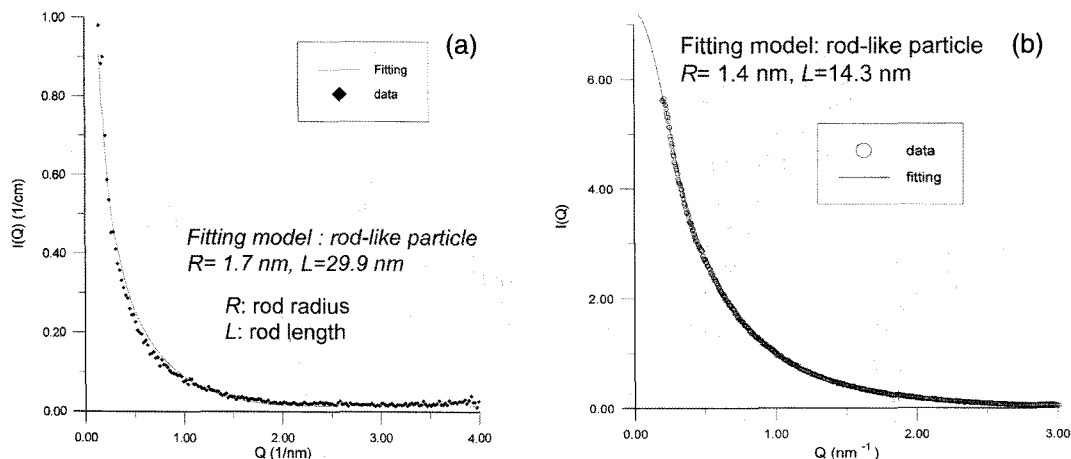 (a)
1.00
0.80
0.60
0.40
0.20
0.00
I(Q) (1/cm)
Fitting
data
Fitting model : rod-like particle
R= 1.7 nm, L=29.9 nm
R: rod radius
L: rod length
0.00 1.00 2.00 3.00 4.00
Q (1/nm)
(b)
Fitting model: rod-like particle
R= 1.4 nm, L=14.3 nm
6.00
4.00
2.00
0.00
I(Q)
data
fitting
0.00 1.00 2.00 3.00
Q (nm⁻¹)